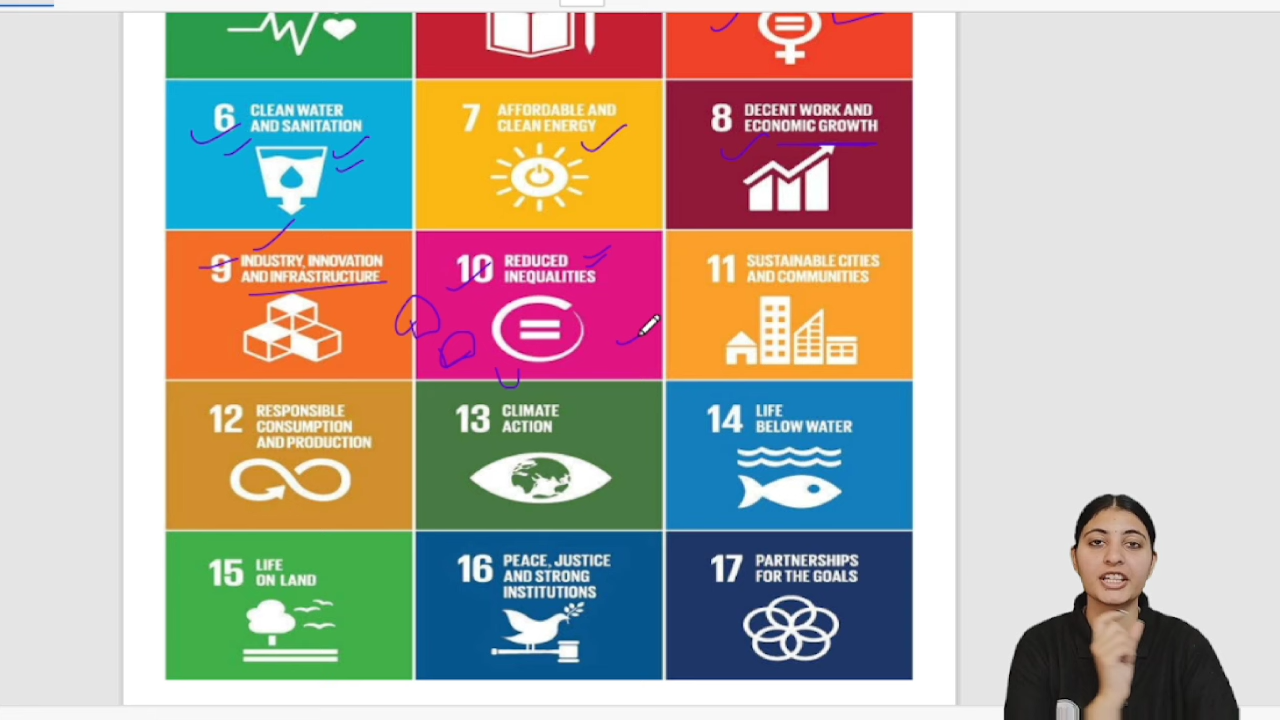 6 CLEAN WATER
AND SANITATION
7 AFFORDABLE AND
CLEAN ENERGY
8 DECENT WORK AND
ECONOMIC GROWTH
9 INDUSTRY, INNOVATION
AND INFRASTRUCTURE
10 REDUCED
INEQUALITIES
11 SUSTAINABLE CITIES
AND COMMUNITIES
12 RESPONSIBLE
CONSUMPTION
AND PRODUCTION
13 CLIMATE
ACTION
14 LIFE
BELOW WATER
15 LIFE
ON LAND
16 PEACE, JUSTICE
AND STRONG
INSTITUTIONS
17 PARTNERSHIPS
FOR THE GOALS